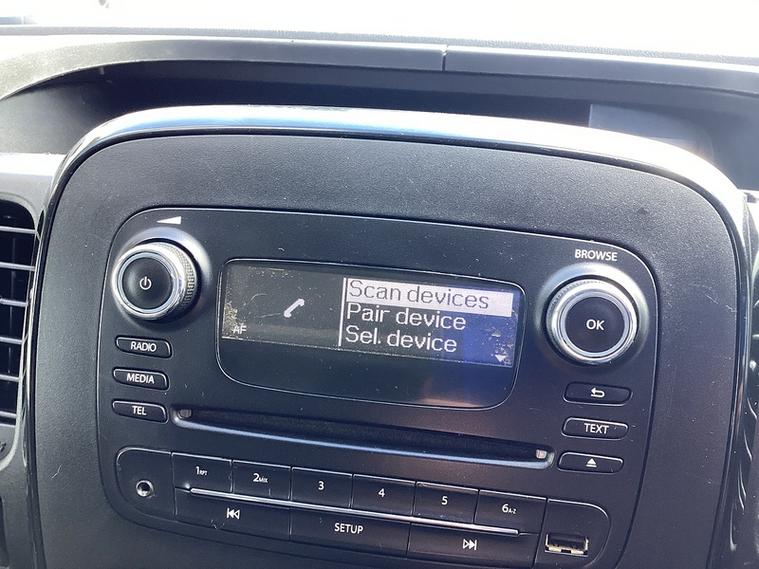 BROWSE
Scan devices
Pair device
Sel. device
AF
OK
RADIO
MEDIA
TEL
TEXT
1RPT 2MIX 3 4 5 6A-Z
SETUP